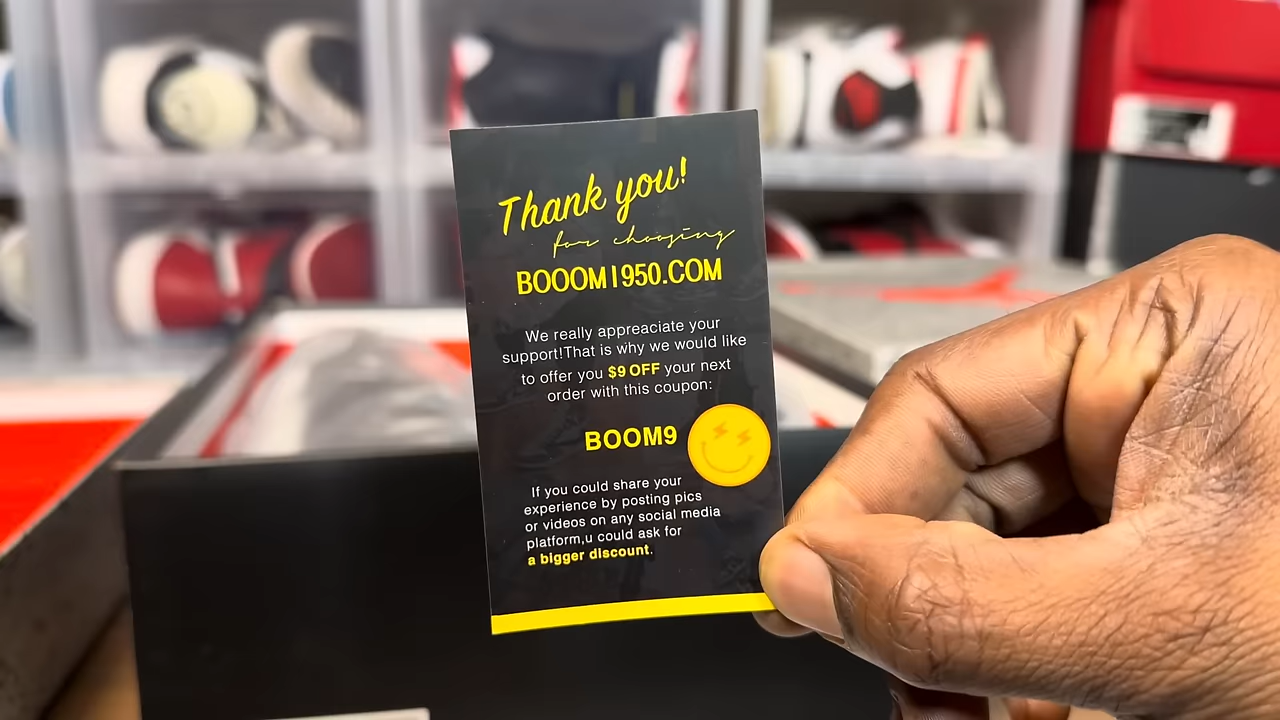 Thank you!
for choosing
BOOOM1950.COM
We really appreaciate your
support!That is why we would like
to offer you $9 OFF your next
order with this coupon:
BOOM9
If you could share your
experience by posting pics
or videos on any social media
platform,u could ask for
a bigger discount.